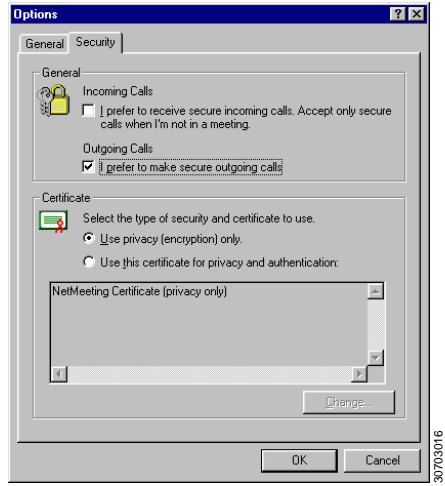 Options
General
Security
General
Incoming Calls
I prefer to receive secure incoming calls. Accept only secure
calls when I'm not in a meeting.
Outgoing Calls
I prefer to make secure outgoing calls
Certificate
Select the type of security and certificate to use.
Use privacy (encryption) only.
Use this certificate for privacy and authentication:
NetMeeting Certificate (privacy only)
Change...
OK
Cancel
30703016